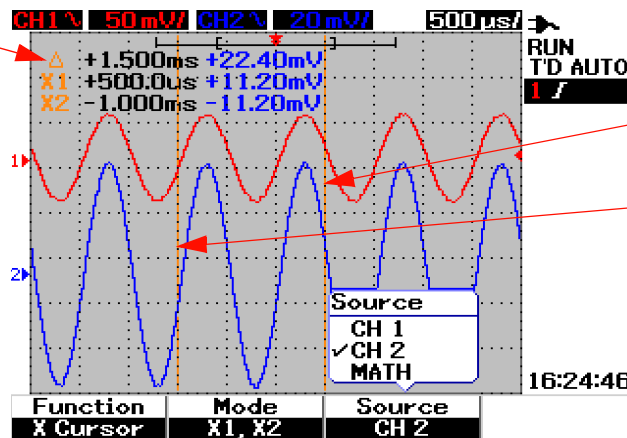 CH1 ∿ 50 mV/ CH2 ∿ 20 mV/ 500 µs/
RUN
T'D AUTO
1
Δ +1.500ms +22.40mV
X1 +500.0us +11.20mV
X2 -1.000ms -11.20mV
1
2
Source
CH 1
✓CH 2
MATH
16:24:46
Function Mode Source
X Cursor X1, X2 CH 2